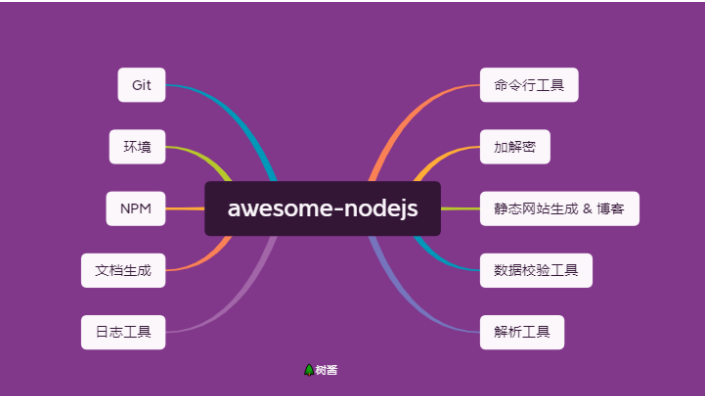 Git
环境
NPM
文档生成
日志工具
awesome-nodejs
命令行工具
加解密
静态网站生成 & 博客
数据校验工具
解析工具
树酱